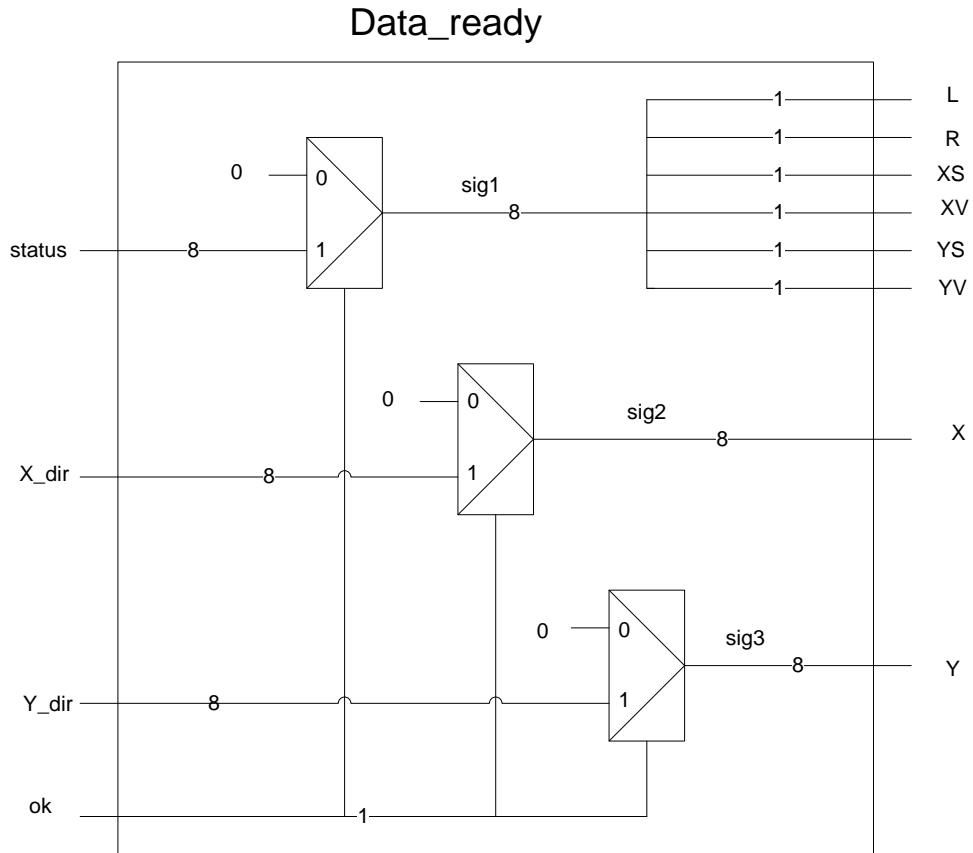 Data_ready
1 L
1 R
0 0 1 XS
sig1
8 1 XV
status 8 1 1 YS
1 YV
0 0
sig2
8 X
X_dir 8 1
0 0
sig3
8 Y
Y_dir 8 1
ok 1